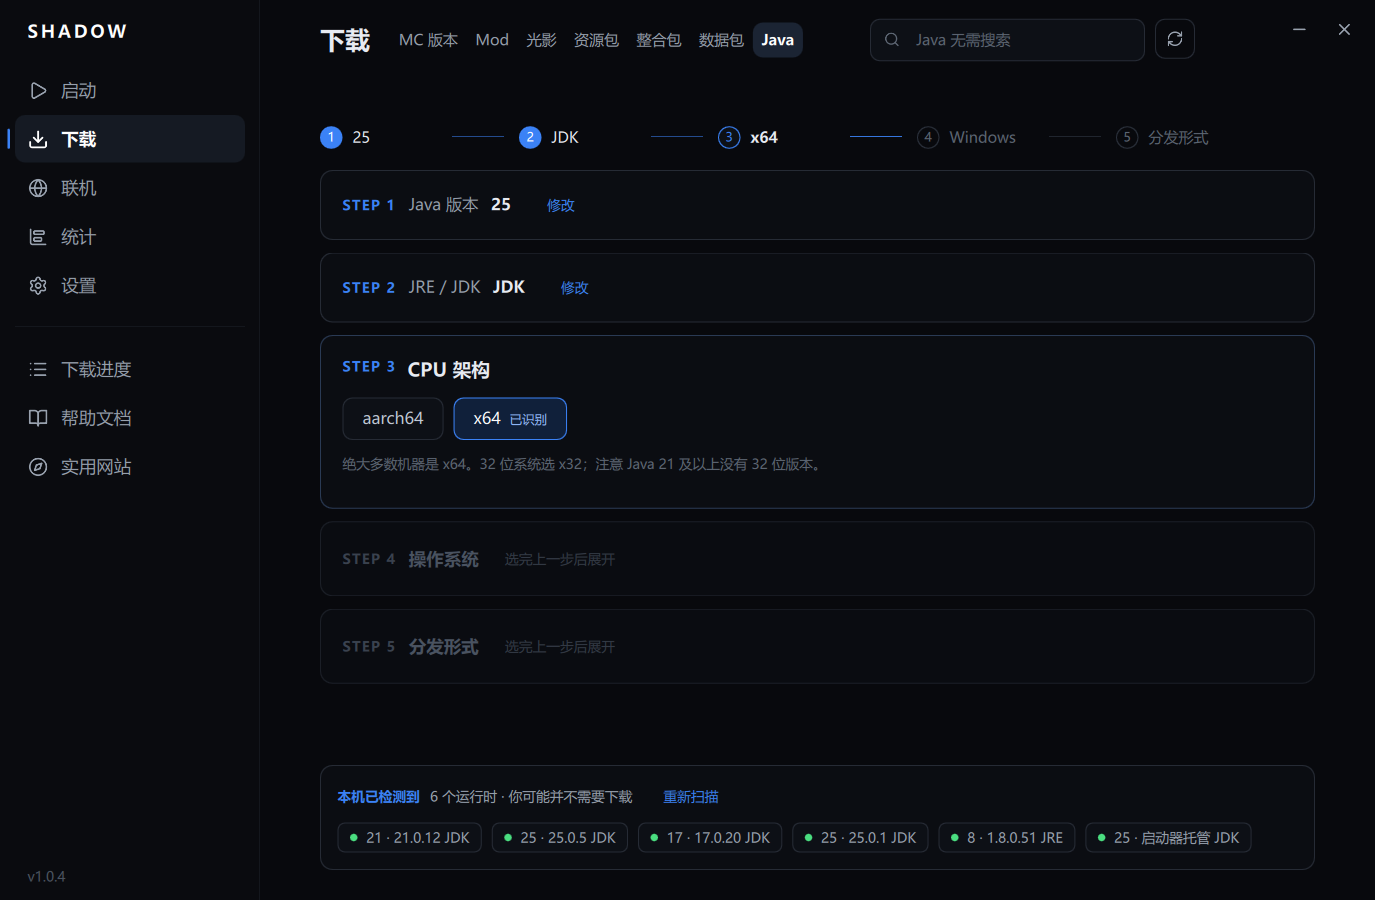 SHADOW
启动
下载
联机
统计
设置
下载进度
帮助文档
实用网站
v1.0.4
下载 MC 版本 Mod 光影 资源包 整合包 数据包 Java
Java 无需搜索
1 25 2 JDK 3 x64 4 Windows 5 分发形式
STEP 1 Java 版本 25 修改
STEP 2 JRE / JDK JDK 修改
STEP 3 CPU 架构
aarch64 x64 已识别
绝大多数机器是 x64。32 位系统选 x32；注意 Java 21 及以上没有 32 位版本。
STEP 4 操作系统 选完上一步后展开
STEP 5 分发形式 选完上一步后展开
本机已检测到 6 个运行时 · 你可能并不需要下载 重新扫描
21 · 21.0.12 JDK 25 · 25.0.5 JDK 17 · 17.0.20 JDK 25 · 25.0.1 JDK 8 · 1.8.0.51 JRE 25 · 启动器托管 JDK